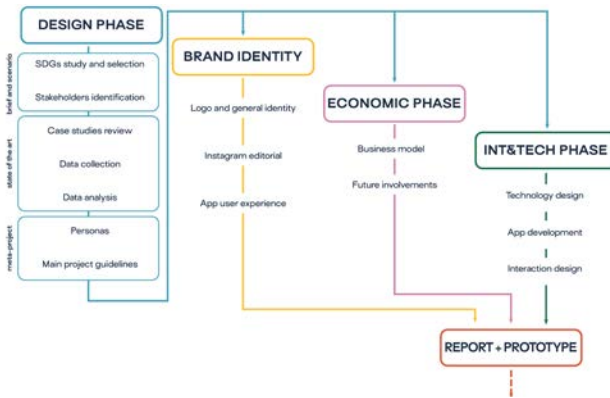 DESIGN PHASE
brief and scenario
SDGs study and selection
Stakeholders identification
state of the art
Case studies review
Data collection
Data analysis
meta-project
Personas
Main project guidelines
BRAND IDENTITY
Logo and general identity
Instagram editorial
App user experience
ECONOMIC PHASE
Business model
Future involvements
INT&TECH PHASE
Technology design
App development
Interaction design
REPORT + PROTOTYPE